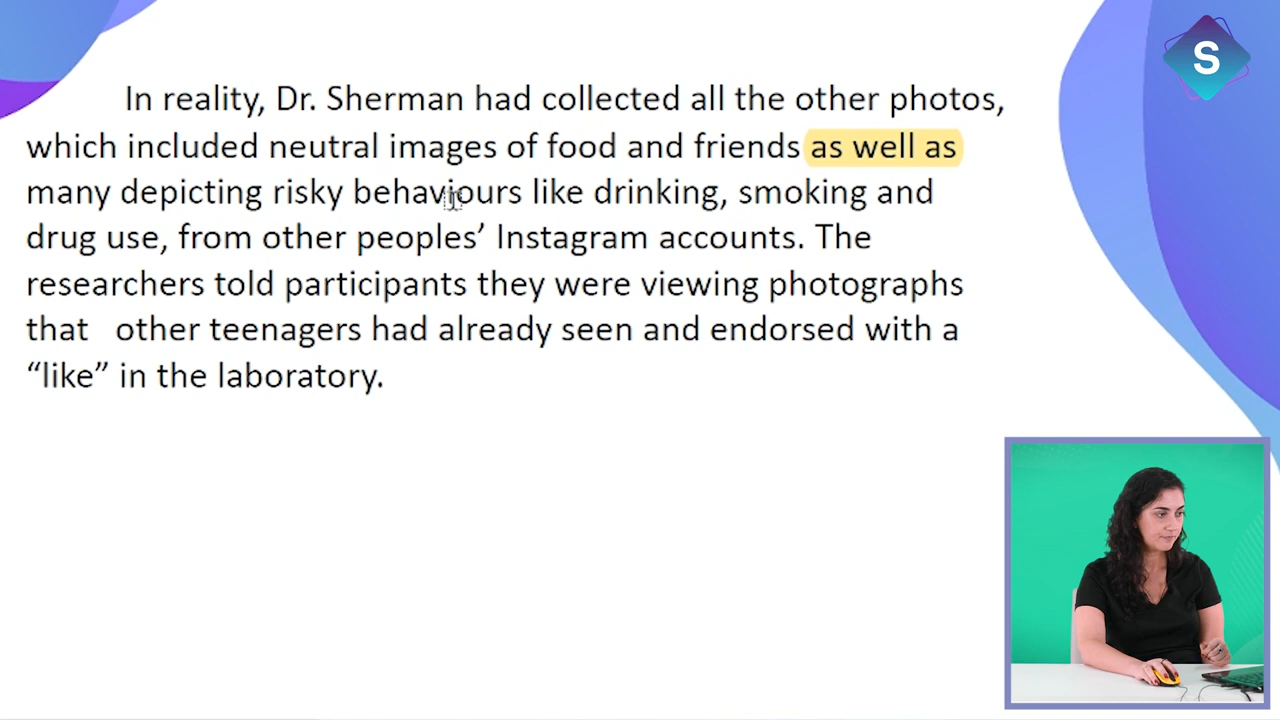 S
In reality, Dr. Sherman had collected all the other photos,
which included neutral images of food and friends as well as
many depicting risky behaviours like drinking, smoking and
drug use, from other peoples’ Instagram accounts. The
researchers told participants they were viewing photographs
that other teenagers had already seen and endorsed with a
“like” in the laboratory.